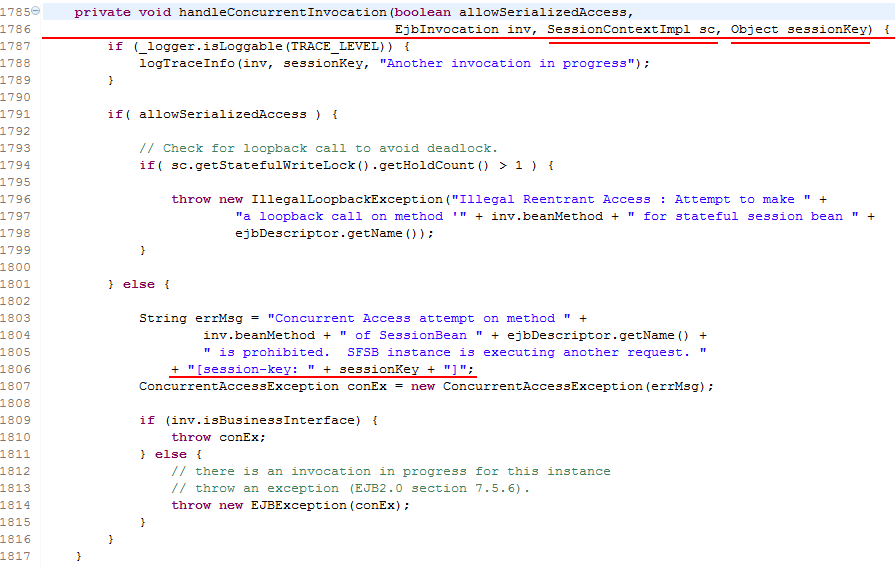 1785 private void handleConcurrentInvocation(boolean allowSerializedAccess,
1786 EjbInvocation inv, SessionContextImpl sc, Object sessionKey) {
1787 if (_logger.isLoggable(TRACE_LEVEL)) {
1788 logTraceInfo(inv, sessionKey, "Another invocation in progress");
1789 }
1790
1791 if( allowSerializedAccess ) {
1792
1793 // Check for loopback call to avoid deadlock.
1794 if( sc.getStatefulWriteLock().getHoldCount() > 1 ) {
1795
1796 throw new IllegalLoopbackException("Illegal Reentrant Access : Attempt to make " +
1797 "a loopback call on method '" + inv.beanMethod + " for stateful session bean " +
1798 ejbDescriptor.getName());
1799 }
1800
1801 } else {
1802
1803 String errMsg = "Concurrent Access attempt on method " +
1804 inv.beanMethod + " of SessionBean " + ejbDescriptor.getName() +
1805 " is prohibited.  SFSB instance is executing another request. "
1806 + "[session-key: " + sessionKey + "]";
1807 ConcurrentAccessException conEx = new ConcurrentAccessException(errMsg);
1808
1809 if (inv.isBusinessInterface) {
1810 throw conEx;
1811 } else {
1812 // there is an invocation in progress for this instance
1813 // throw an exception (EJB2.0 section 7.5.6).
1814 throw new EJBException(conEx);
1815 }
1816 }
1817 }